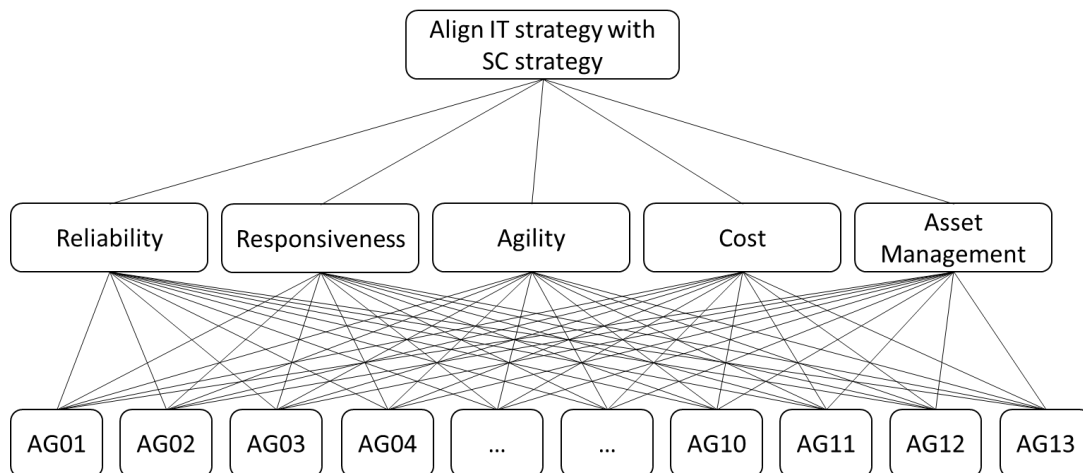 Align IT strategy with
SC strategy
Reliability
Responsiveness
Agility
Cost
Asset
Management
AG01
AG02
AG03
AG04
...
...
AG10
AG11
AG12
AG13